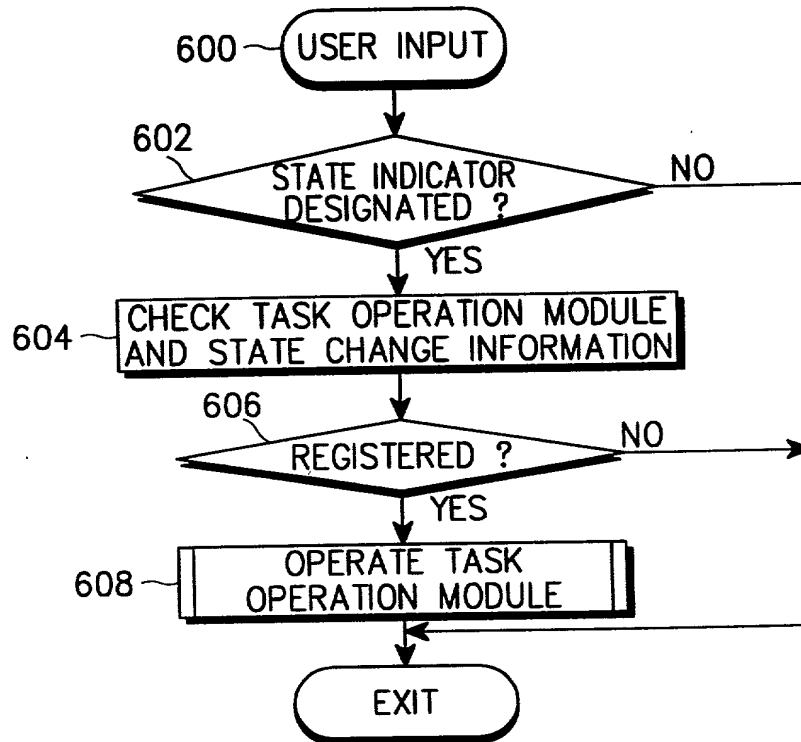 600
USER INPUT
602
STATE INDICATOR
DESIGNATED ?
NO
YES
604
CHECK TASK OPERATION MODULE
AND STATE CHANGE INFORMATION
606
REGISTERED ?
NO
YES
608
OPERATE TASK
OPERATION MODULE
EXIT